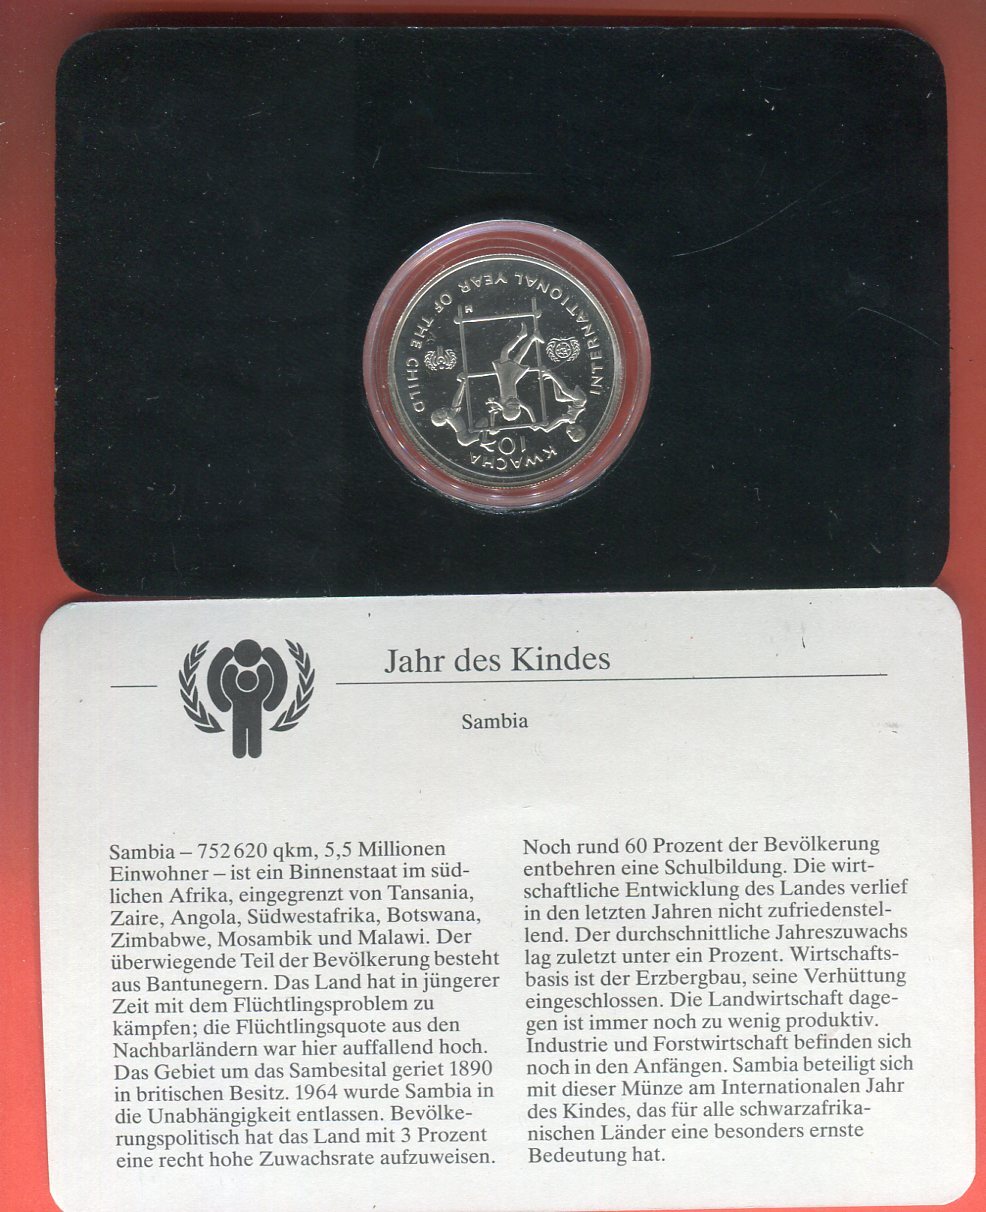 INTERNATIONAL YEAR OF THE CHILD
H
10
KWACHA
Jahr des Kindes
Sambia
Sambia – 752 620 qkm, 5,5 Millionen
Einwohner – ist ein Binnenstaat im süd-
lichen Afrika, eingegrenzt von Tansania,
Zaire, Angola, Südwestafrika, Botswana,
Zimbabwe, Mosambik und Malawi. Der
überwiegende Teil der Bevölkerung besteht
aus Bantunegern. Das Land hat in jüngerer
Zeit mit dem Flüchtlingsproblem zu
kämpfen; die Flüchtlingsquote aus den
Nachbarländern war hier auffallend hoch.
Das Gebiet um das Sambesital geriet 1890
in britischen Besitz. 1964 wurde Sambia in
die Unabhängigkeit entlassen. Bevölke-
rungspolitisch hat das Land mit 3 Prozent
eine recht hohe Zuwachsrate aufzuweisen.
Noch rund 60 Prozent der Bevölkerung
entbehren eine Schulbildung. Die wirt-
schaftliche Entwicklung des Landes verlief
in den letzten Jahren nicht zufriedenstel-
lend. Der durchschnittliche Jahreszuwachs
lag zuletzt unter ein Prozent. Wirtschafts-
basis ist der Erzbergbau, seine Verhüttung
eingeschlossen. Die Landwirtschaft dage-
gen ist immer noch zu wenig produktiv.
Industrie und Forstwirtschaft befinden sich
noch in den Anfängen. Sambia beteiligt sich
mit dieser Münze am Internationalen Jahr
des Kindes, das für alle schwarzafrika-
nischen Länder eine besonders ernste
Bedeutung hat.